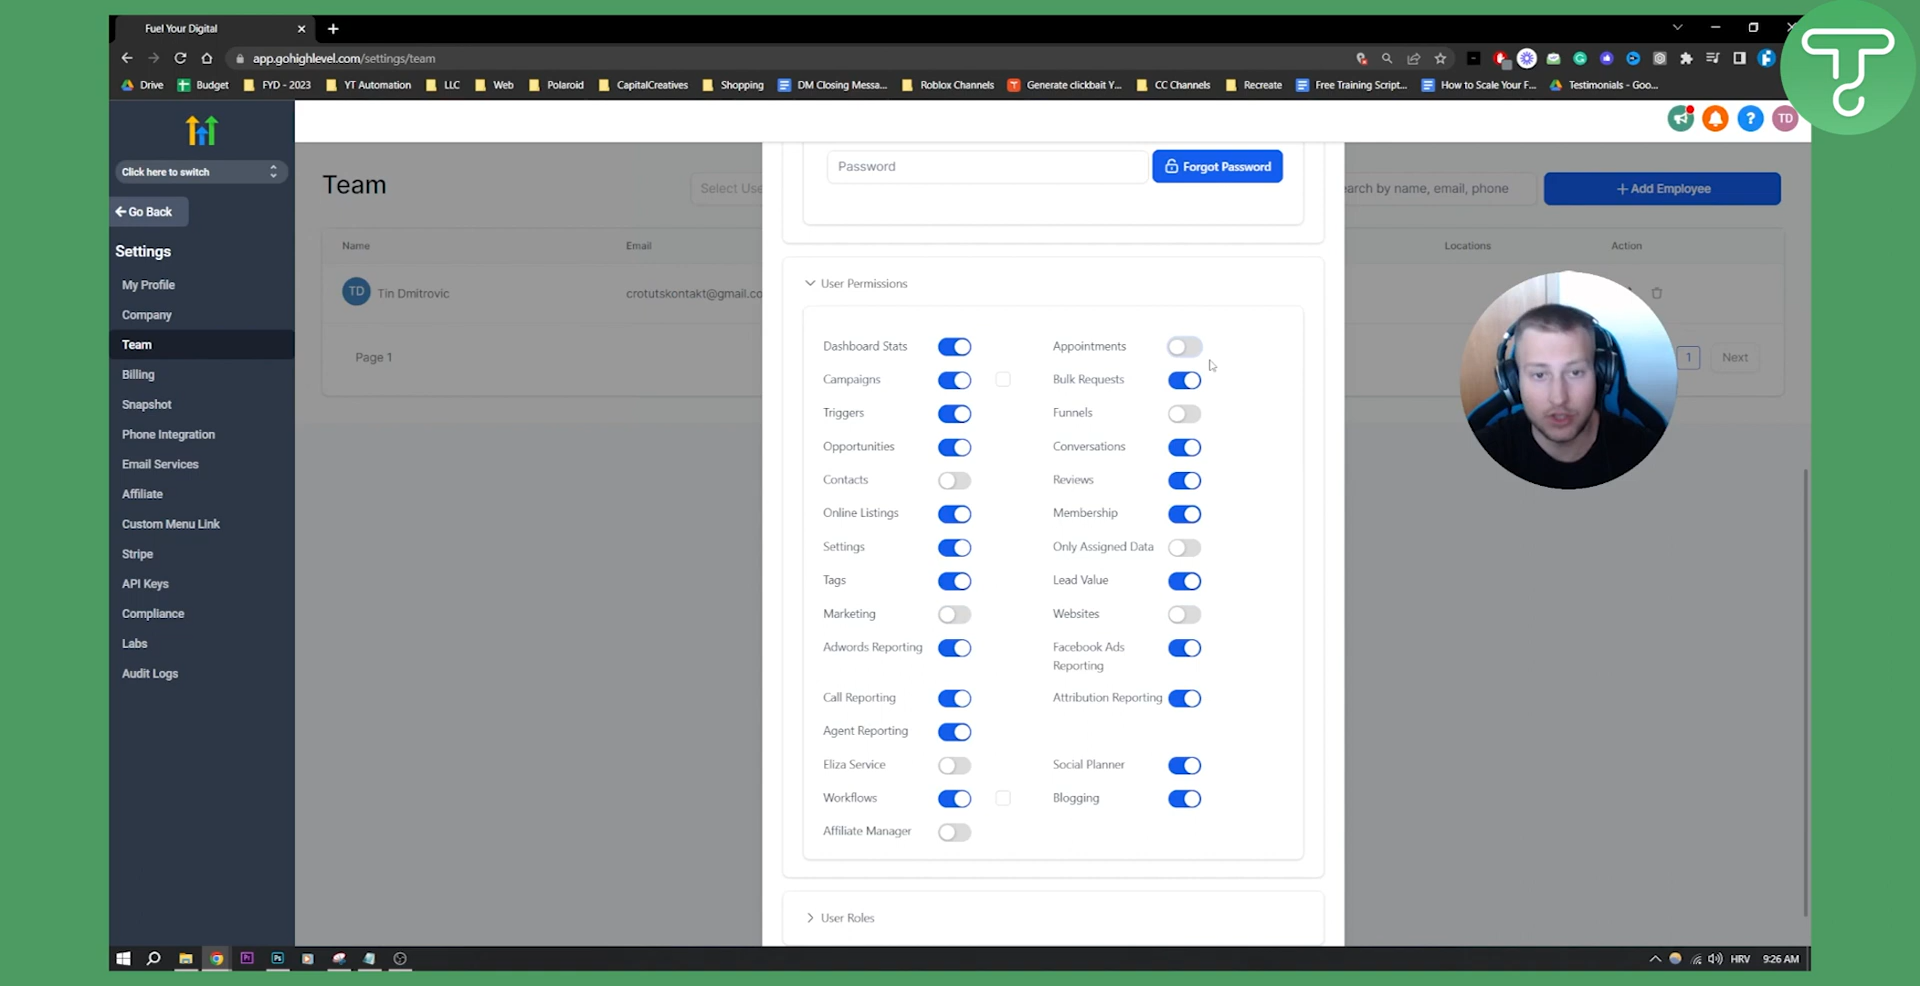 Fuel Your Digital
app.gohighlevel.com/settings/team
Drive Budget FYD - 2023 YT Automation LLC Web Polaroid CapitalCreatives Shopping DM Closing Messa... Roblox Channels Generate clickbait Y... CC Channels Recreate Free Training Script... How to Scale Your F... Testimonials - Goo...
TD
Click here to switch
Go Back
Settings
My Profile
Company
Team
Billing
Snapshot
Phone Integration
Email Services
Affiliate
Custom Menu Link
Stripe
API Keys
Compliance
Labs
Audit Logs
Team
Select Use
earch by name, email, phone
+ Add Employee
Name Email Locations Action
TD Tin Dmitrovic crotutskontakt@gmail.co
Page 1
1 Next
Password
Forgot Password
User Permissions
Dashboard Stats Appointments
Campaigns Bulk Requests
Triggers Funnels
Opportunities Conversations
Contacts Reviews
Online Listings Membership
Settings Only Assigned Data
Tags Lead Value
Marketing Websites
Adwords Reporting Facebook Ads
Reporting
Call Reporting Attribution Reporting
Agent Reporting
Eliza Service Social Planner
Workflows Blogging
Affiliate Manager
User Roles
Pr Ps
HRV 9:26 AM